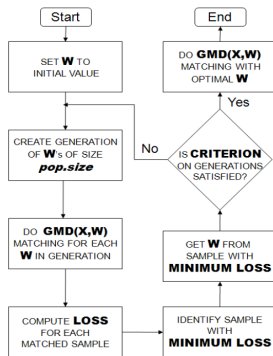 Start
SET W TO
INITIAL VALUE
CREATE GENERATION
OF W's OF SIZE
pop.size
DO GMD(X,W)
MATCHING FOR EACH
W IN GENERATION
COMPUTE LOSS
FOR EACH
MATCHED SAMPLE
IDENTIFY SAMPLE
WITH
MINIMUM LOSS
GET W FROM
SAMPLE WITH
MINIMUM LOSS
IS CRITERION
ON GENERATIONS
SATISFIED?
No
Yes
DO GMD(X,W)
MATCHING WITH
OPTIMAL W
End